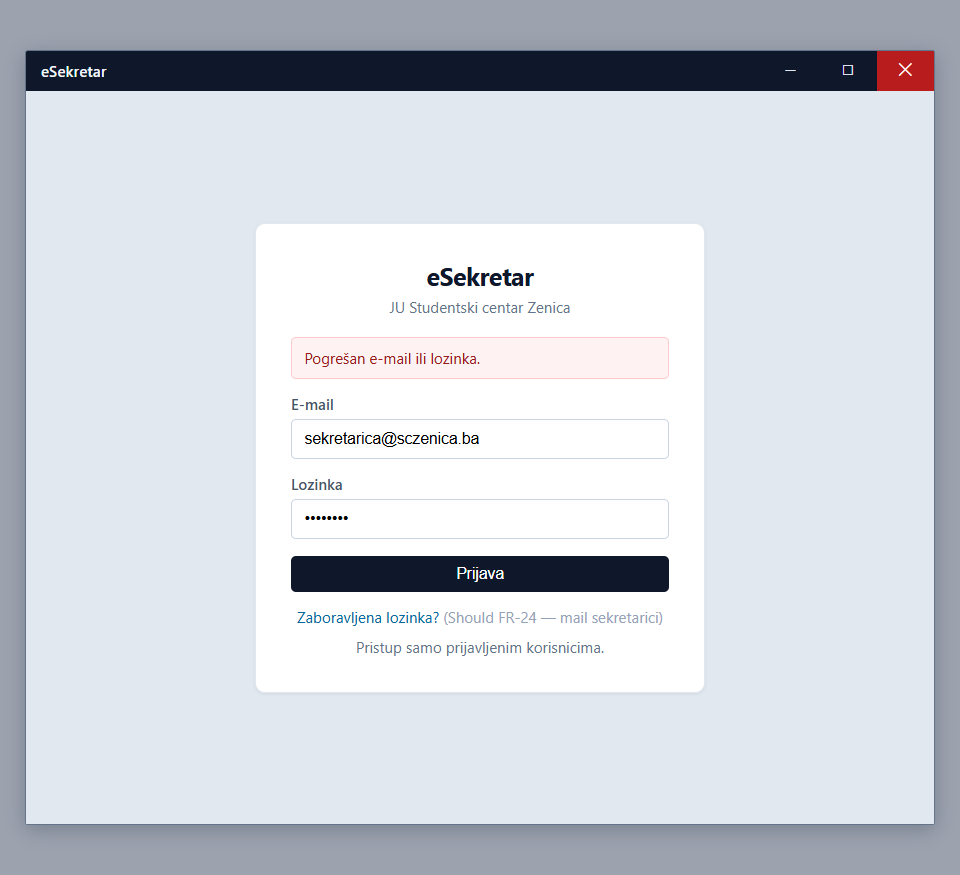 eSekretar
eSekretar
JU Studentski centar Zenica
Pogrešan e-mail ili lozinka.
E-mail
sekretarica@sczenica.ba
Lozinka
••••••••
Prijava
Zaboravljena lozinka? (Should FR-24 — mail sekretarici)
Pristup samo prijavljenim korisnicima.